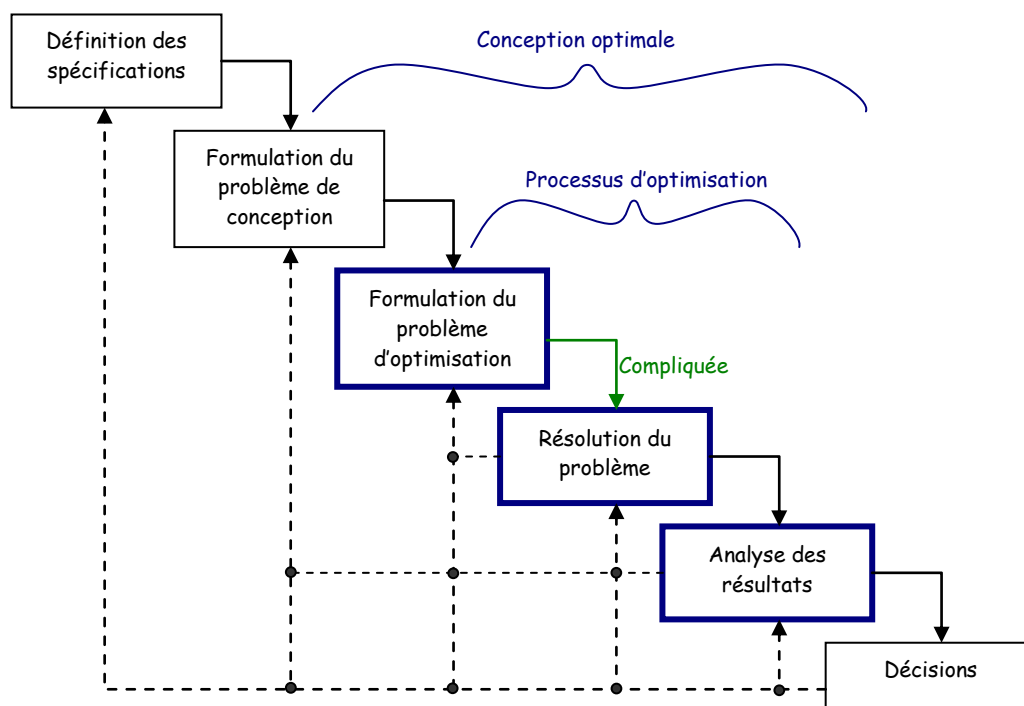 Définition des
spécifications
Conception optimale
Formulation du
problème de
conception
Processus d'optimisation
Formulation du
problème
d'optimisation
Compliquée
Résolution du
problème
Analyse des
résultats
Décisions